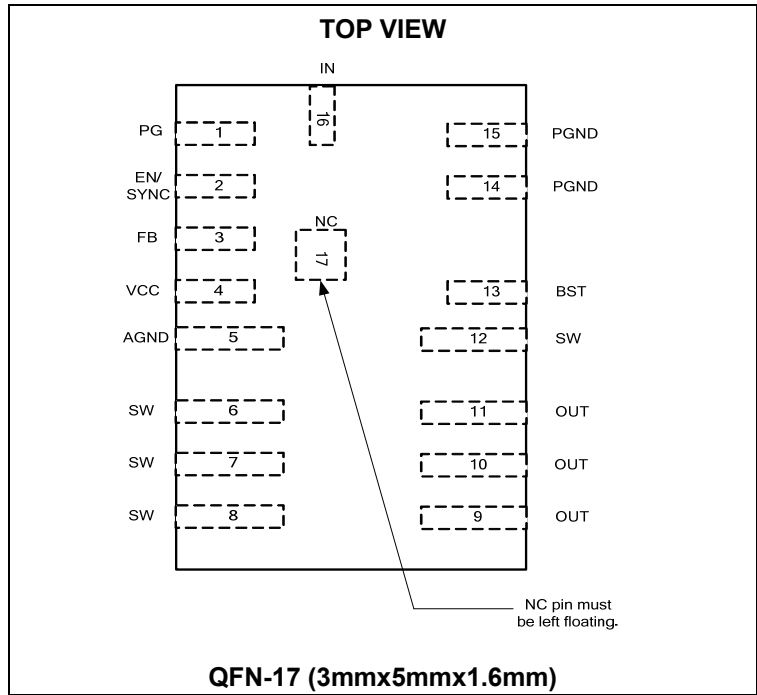 TOP VIEW
IN
16
PG 1
15 PGND
EN/
SYNC
2
14 PGND
FB 3
NC
17
VCC 4
13 BST
AGND 5
12 SW
SW 6
11 OUT
SW 7
10 OUT
SW 8
9 OUT
NC pin must
be left floating.
QFN-17 (3mmx5mmx1.6mm)